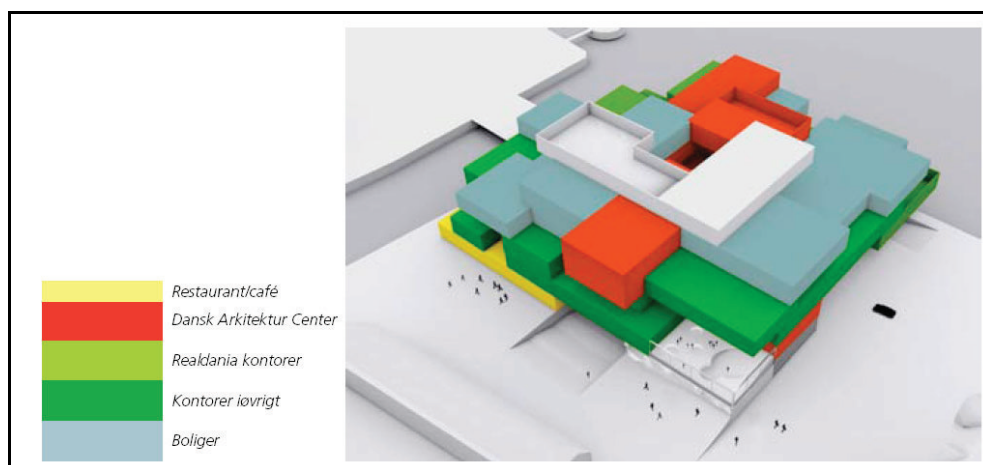 Restaurant/café
Dansk Arkitektur Center
Realdania kontorer
Kontorer iøvrigt
Boliger